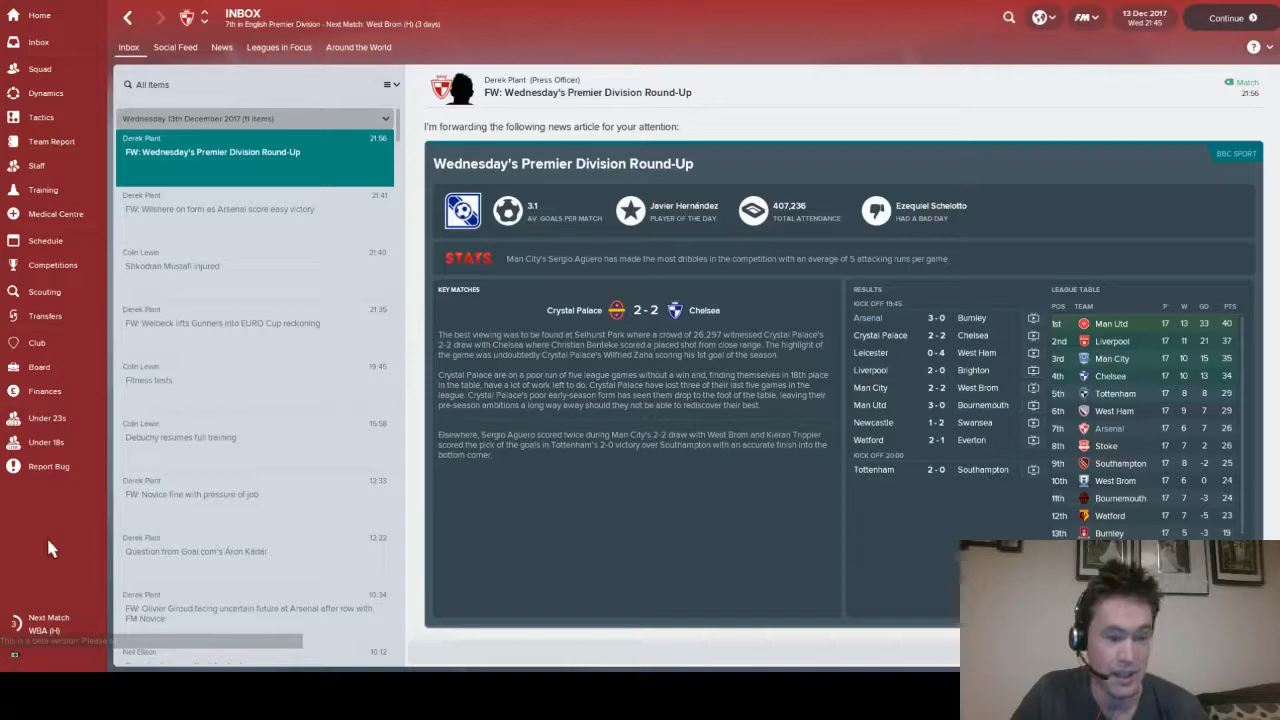 Home
INBOX
7th in English Premier Division - Next Match: West Brom (H) (3 days)
FM
13 Dec 2017
Wed 21:45
Continue
Inbox
Squad
Dynamics
Tactics
Team Report
Staff
Training
Medical Centre
Schedule
Competitions
Scouting
Transfers
Club
Board
Finances
Under 23s
Under 18s
Report Bug
3
Next Match
WBA (H)
This is a beta version: Please
Inbox Social Feed News Leagues in Focus Around the World
?
All Items
Wednesday 13th December 2017 (11 items)
Derek Plant 21:56
FW: Wednesday's Premier Division Round-Up
Derek Plant 21:41
FW: Wilshere on form as Arsenal score easy victory
Colin Lewin 21:40
Shkodran Mustafi injured
Derek Plant 21:35
FW: Welbeck lifts Gunners into EURO Cup reckoning
Colin Lewin 19:45
Fitness tests
Colin Lewin 15:58
Debuchy resumes full training
Derek Plant 12:33
FW: Novice fine with pressure of job
Derek Plant 12:22
Question from Goal.com's Áron Kádár
Derek Plant 10:34
FW: Olivier Giroud facing uncertain future at Arsenal after row with
FM Novice
10:12
Derek Plant (Press Officer)
FW: Wednesday's Premier Division Round-Up
Match
21:56
I'm forwarding the following news article for your attention:
Wednesday's Premier Division Round-Up
BBC SPORT
3.1
AV. GOALS PER MATCH
Javier Hernández
PLAYER OF THE DAY
407,236
TOTAL ATTENDANCE
Ezequiel Schelotto
HAD A BAD DAY
STATS
Man City's Sergio Agüero has made the most dribbles in the competition with an average of 5 attacking runs per game.
KEY MATCHES
Crystal Palace 2 - 2 Chelsea
The best viewing was to be found at Selhurst Park where a crowd of 26,297 witnessed Crystal Palace's
2-2 draw with Chelsea where Christian Benteke scored a placed shot from close range. The highlight of
the game was undoubtedly Crystal Palace's Wilfried Zaha scoring his 1st goal of the season.
Crystal Palace are on a poor run of five league games without a win and, finding themselves in 18th place
in the table, have a lot of work left to do. Crystal Palace have lost three of their last five games in the
league. Crystal Palace's poor early-season form has seen them drop to the foot of the table, leaving their
pre-season ambitions a long way away should they not be able to rediscover their best.
Elsewhere, Sergio Agüero scored twice during Man City's 2-2 draw with West Brom and Kieran Trippier
scored the pick of the goals in Tottenham's 2-0 victory over Southampton with an accurate finish into the
bottom corner.
RESULTS
KICK OFF 19:45
Arsenal 3 - 0 Burnley
Crystal Palace 2 - 2 Chelsea
Leicester 0 - 4 West Ham
Liverpool 2 - 0 Brighton
Man City 2 - 2 West Brom
Man Utd 3 - 0 Bournemouth
Newcastle 1 - 2 Swansea
Watford 2 - 1 Everton
KICK OFF 20:00
Tottenham 2 - 0 Southampton
LEAGUE TABLE
POS TEAM P W GD PTS
1st Man Utd 17 13 33 40
2nd Liverpool 17 11 21 37
3rd Man City 17 10 15 35
4th Chelsea 17 10 13 34
5th Tottenham 17 8 8 29
6th West Ham 17 9 7 29
7th Arsenal 17 6 7 26
8th Stoke 17 7 2 26
9th Southampton 17 8 -2 25
10th West Brom 17 6 0 24
11th Bournemouth 17 7 -3 24
12th Watford 17 7 -5 23
13th Burnley 17 5 -3 19